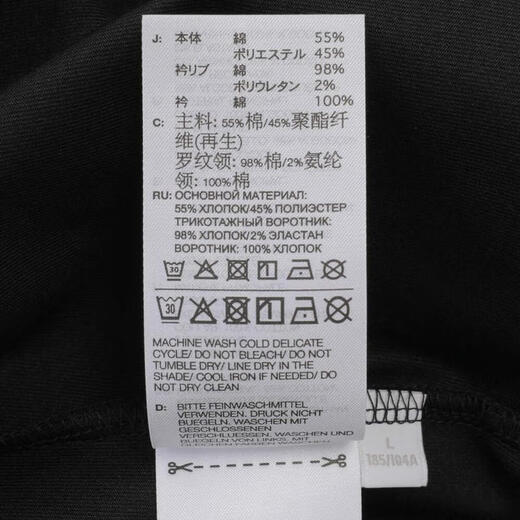 J: 本体 綿 55%
ポリエステル 45%
衿リブ 綿 98%
ポリウレタン 2%
衿 綿 100%
C: 主料: 55%棉/45%聚酯纤
维(再生)
罗纹领: 98%棉/2%氨纶
领: 100%棉
RU: ОСНОВНОЙ МАТЕРИАЛ:
55% ХЛОПОК/45% ПОЛИЭСТЕР
ТРИКОТАЖНЫЙ ВОРОТНИК:
98% ХЛОПОК/2% ЭЛАСТАН
ВОРОТНИК: 100% ХЛОПОК
30
30
MACHINE WASH COLD DELICATE
CYCLE/ DO NOT BLEACH/ DO NOT
TUMBLE DRY/ LINE DRY IN THE
SHADE/ COOL IRON IF NEEDED/ DO
NOT DRY CLEAN
D: BITTE FEINWASCHMITTEL
VERWENDEN. DRUCK NICHT
BUEGELN. WASCHEN UND
BUEGELN VON LINKS. MIT
L
185/104A